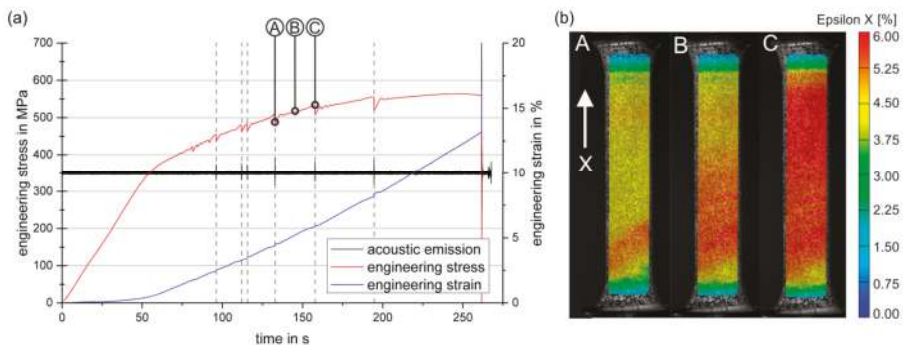 (a)
A B C
700
600
500
400
300
200
100
0
engineering stress in MPa
20
15
10
5
0
engineering strain in %
acoustic emission
engineering stress
engineering strain
0 50 100 150 200 250
time in s
(b)
Epsilon X [%]
A B C
X
6.00
5.25
4.50
3.75
3.00
2.25
1.50
0.75
0.00